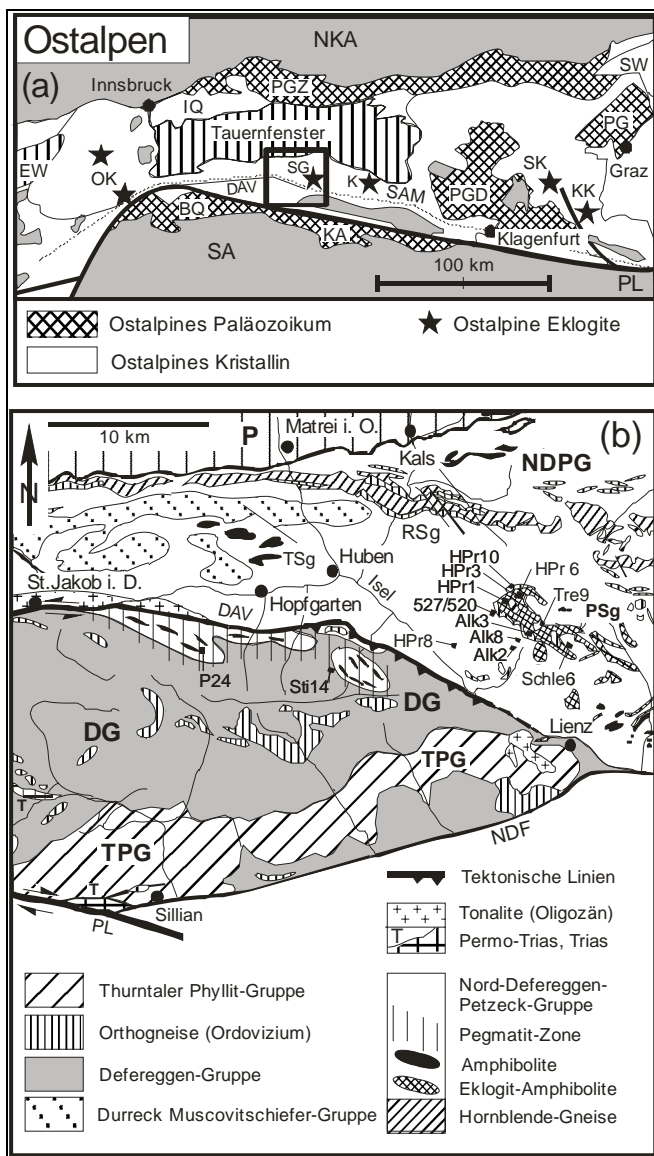 Ostalpen
(a)
NKA
Innsbruck
PGZ
SW
IQ
PG
Tauernfenster
EW
OK
SG
K
SAM
SK
Graz
DAV
PGD
KK
BQ
KA
Klagenfurt
SA
100 km
PL
Ostalpines Paläozoikum
Ostalpine Eklogite
Ostalpines Kristallin
10 km
P
Matrei i. O.
(b)
Kals
NDPG
N
RSg
TSg
Huben
HPr10
HPr3
HPr 6
HPr1
Tre9
St.Jakob i. D.
Isel
527/520
PSg
DAV
Hopfgarten
Alk3
Alk8
HPr8
Alk2
P24
Schle6
Sti14
DG
DG
Lienz
TPG
T
NDF
TPG
T
Sillian
PL
Tektonische Linien
Tonalite (Oligozän)
T
Permo-Trias, Trias
Thurntaler Phyllit-Gruppe
Nord-Defereggen-
Petzeck-Gruppe
Orthogneise (Ordovizium)
Pegmatit-Zone
Amphibolite
Defereggen-Gruppe
Eklogit-Amphibolite
Durreck Muscovitschiefer-Gruppe
Hornblende-Gneise